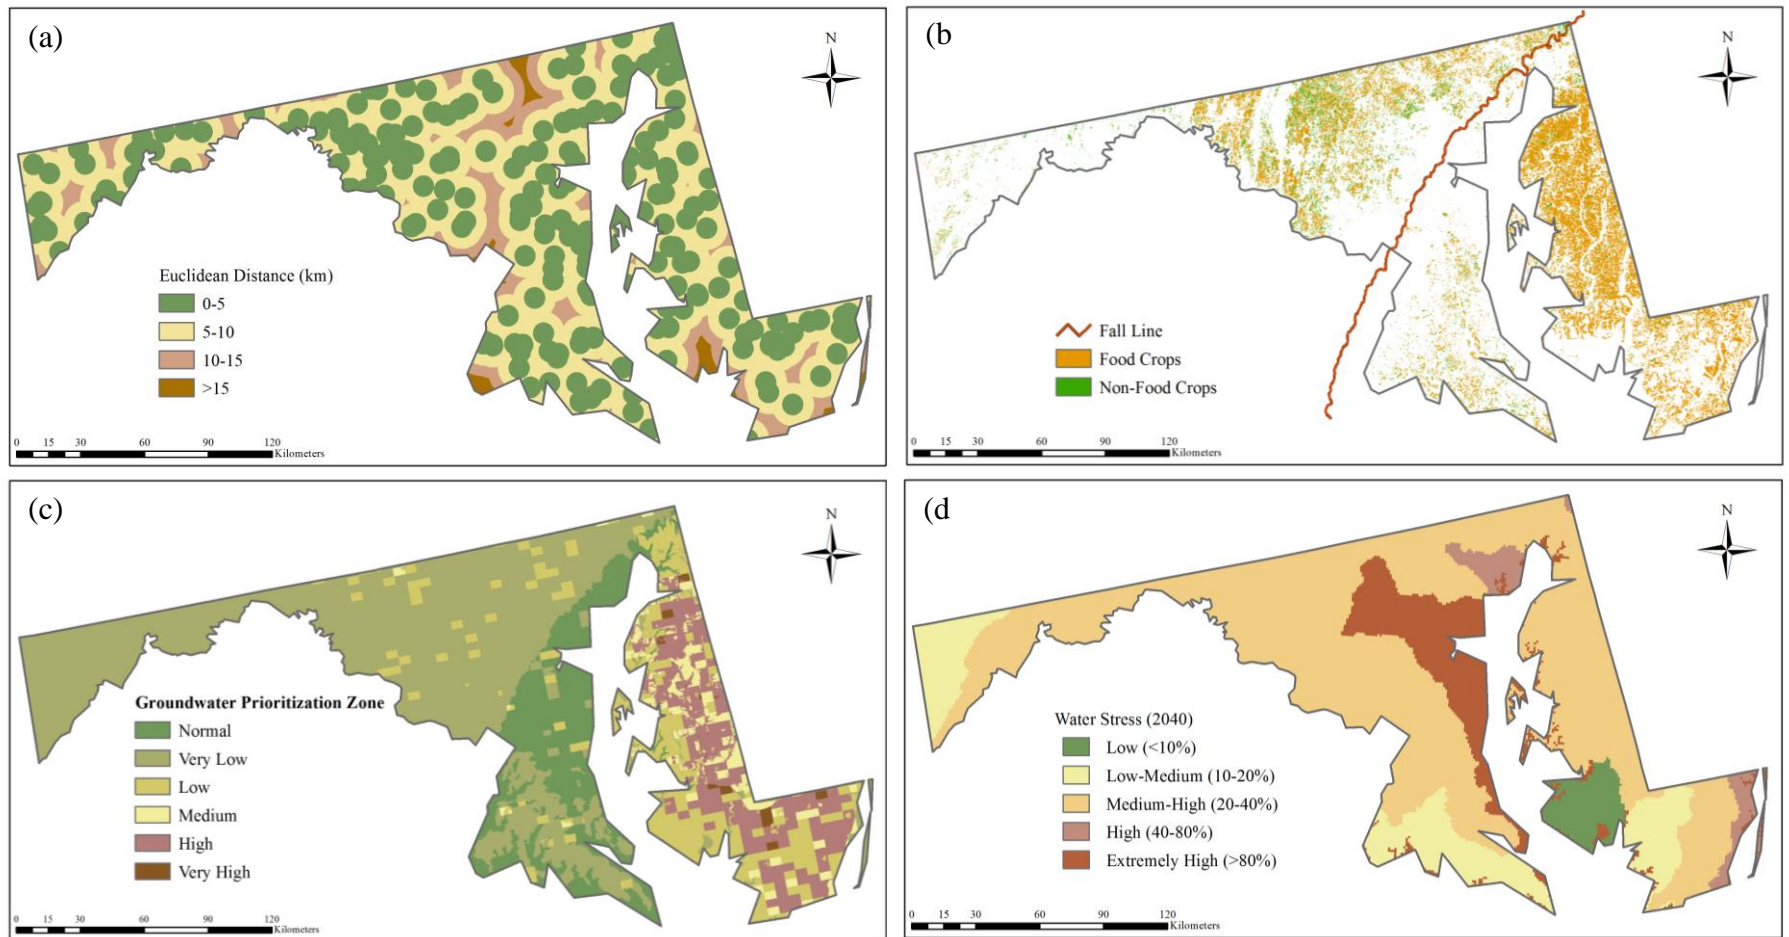 (a)
N
Euclidean Distance (km)
0-5
5-10
10-15
>15
0 15 30 60 90 120
Kilometers
(b)
N
Fall Line
Food Crops
Non-Food Crops
0 15 30 60 90 120
Kilometers
(c)
N
Groundwater Prioritization Zone
Normal
Very Low
Low
Medium
High
Very High
0 15 30 60 90 120
Kilometers
(d
N
Water Stress (2040)
Low (<10%)
Low-Medium (10-20%)
Medium-High (20-40%)
High (40-80%)
Extremely High (>80%)
0 15 30 60 90 120
Kilometers